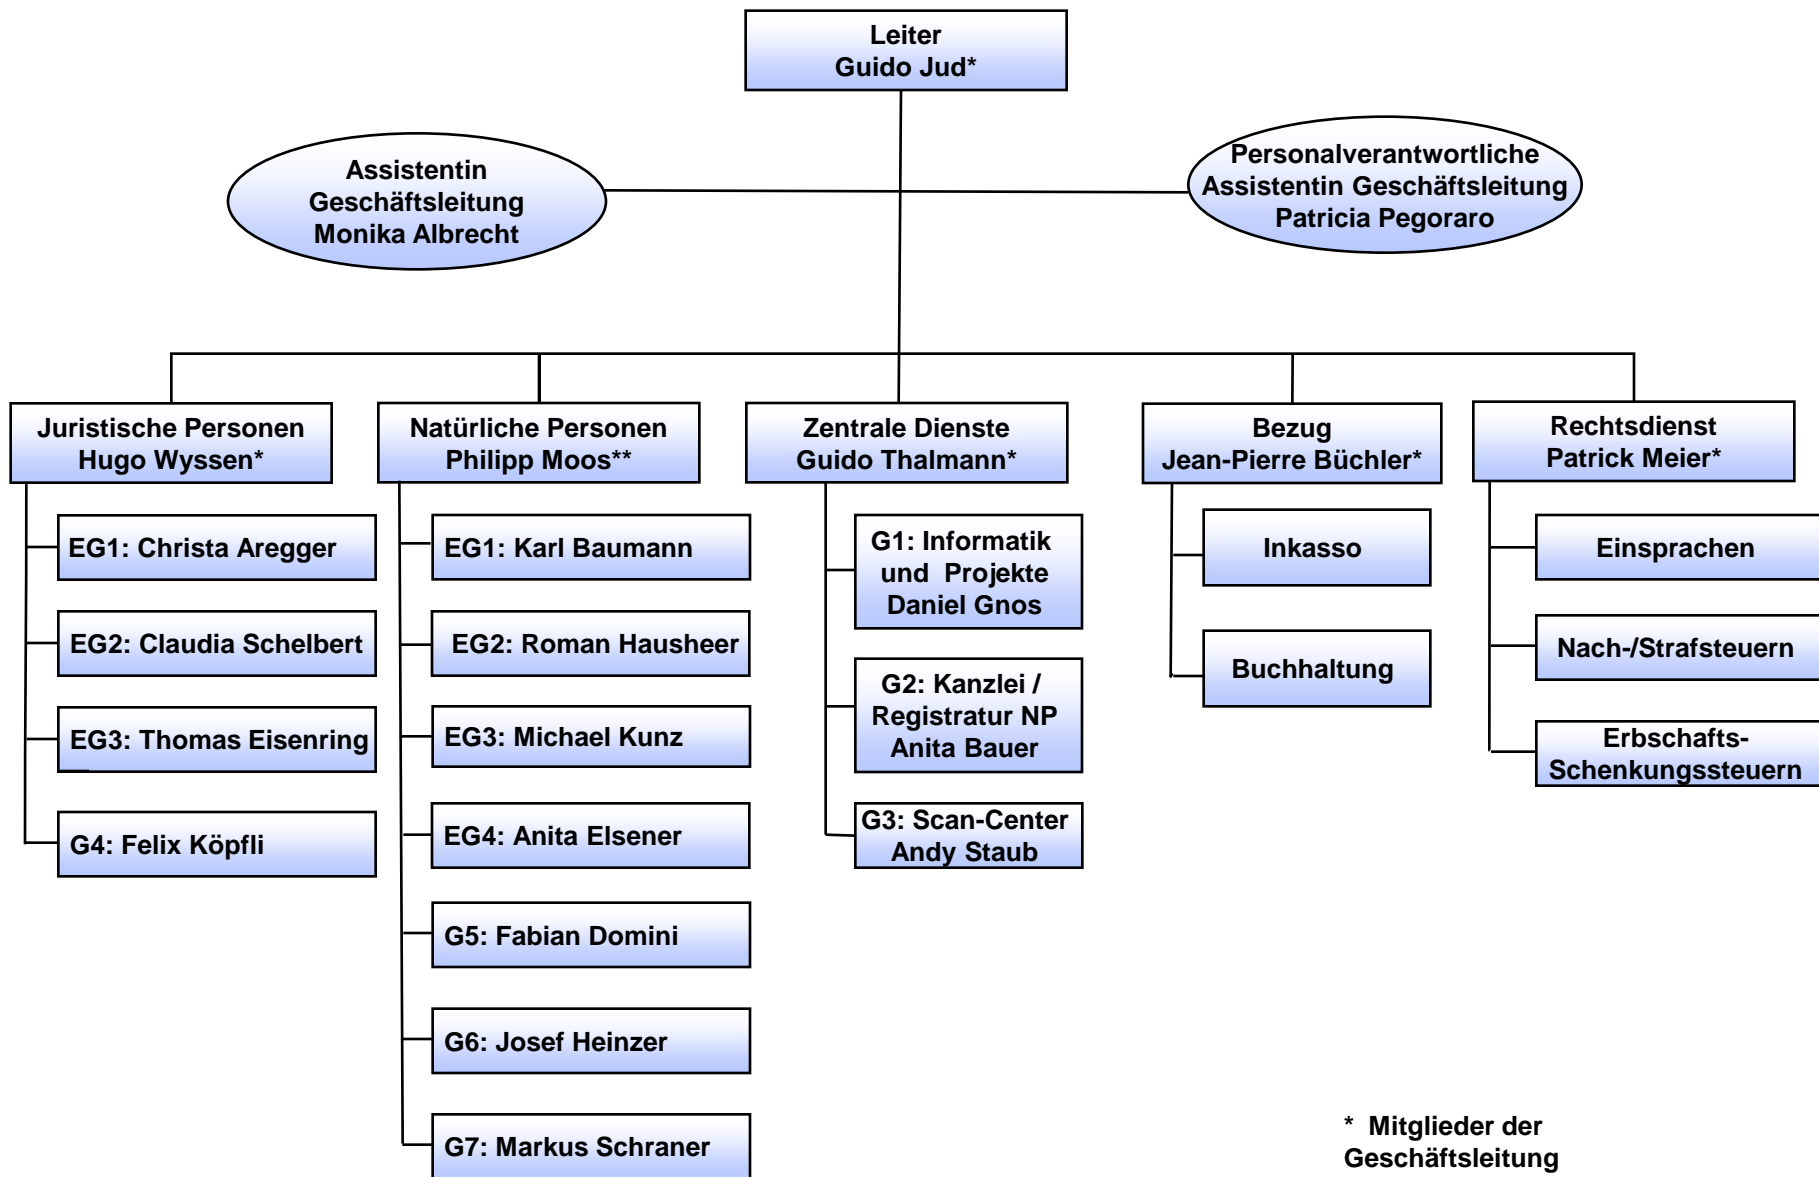 Leiter
Guido Jud*
Assistentin
Geschäftsleitung
Monika Albrecht
Personalverantwortliche
Assistentin Geschäftsleitung
Patricia Pegoraro
Juristische Personen
Hugo Wyssen*
EG1: Christa Aregger
EG2: Claudia Schelbert
EG3: Thomas Eisenring
G4: Felix Köpfli
Natürliche Personen
Philipp Moos**
EG1: Karl Baumann
EG2: Roman Hausheer
EG3: Michael Kunz
EG4: Anita Elsener
G5: Fabian Domini
G6: Josef Heinzer
G7: Markus Schraner
Zentrale Dienste
Guido Thalmann*
G1: Informatik
und Projekte
Daniel Gnos
G2: Kanzlei /
Registratur NP
Anita Bauer
G3: Scan-Center
Andy Staub
Bezug
Jean-Pierre Büchler*
Inkasso
Buchhaltung
Rechtsdienst
Patrick Meier*
Einsprachen
Nach-/Strafsteuern
Erbschafts-
Schenkungssteuern
* Mitglieder der
Geschäftsleitung